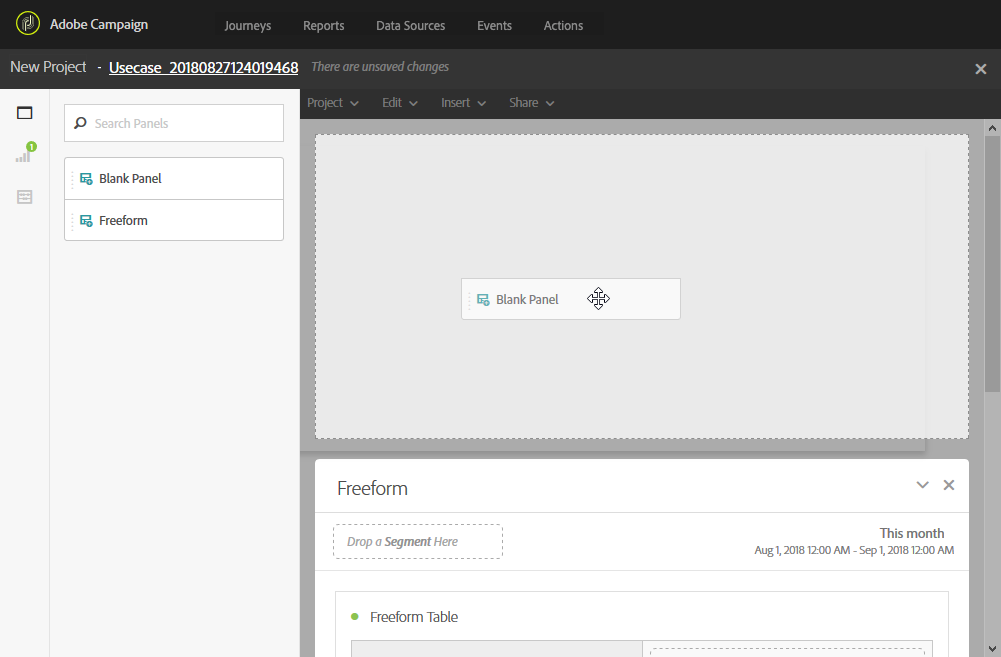 Adobe Campaign Journeys Reports Data Sources Events Actions
New Project - Usecase_20180827124019468 There are unsaved changes
Project Edit Insert Share
Search Panels
1
Blank Panel
Freeform
Blank Panel
Freeform
Drop a Segment Here
This month
Aug 1, 2018 12:00 AM - Sep 1, 2018 12:00 AM
Freeform Table